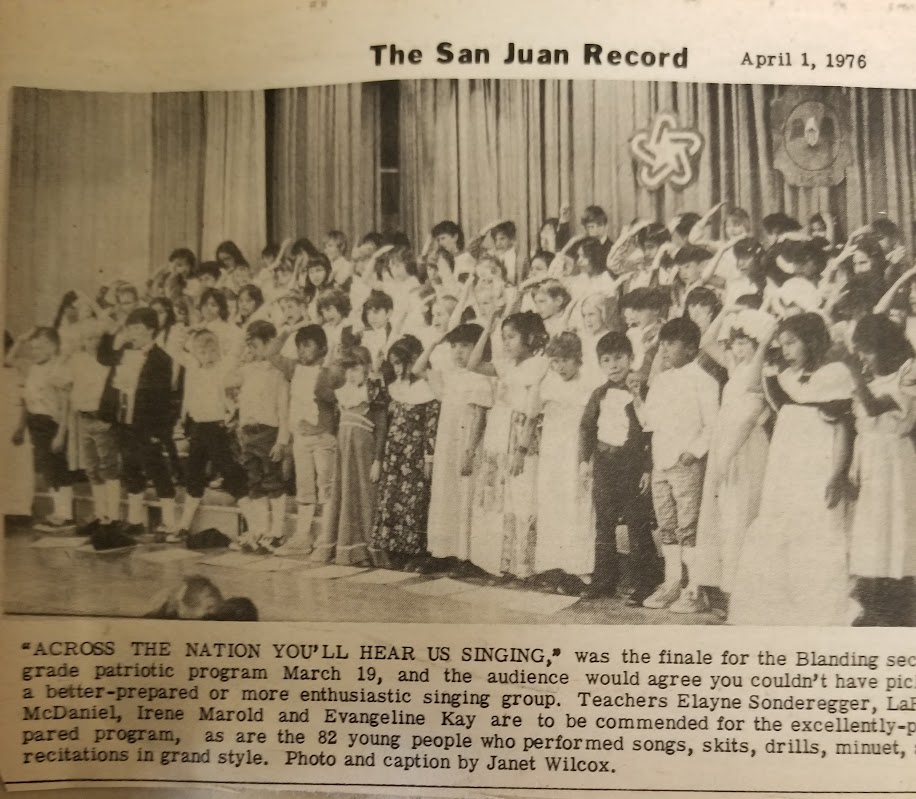 The San Juan Record April 1, 1976
"ACROSS THE NATION YOU'LL HEAR US SINGING," was the finale for the Blanding sec
grade patriotic program March 19, and the audience would agree you couldn't have pic
a better-prepared or more enthusiastic singing group. Teachers Elayne Sonderegger, La
McDaniel, Irene Marold and Evangeline Kay are to be commended for the excellently-p
pared program, as are the 82 young people who performed songs, skits, drills, minuet,
recitations in grand style. Photo and caption by Janet Wilcox.